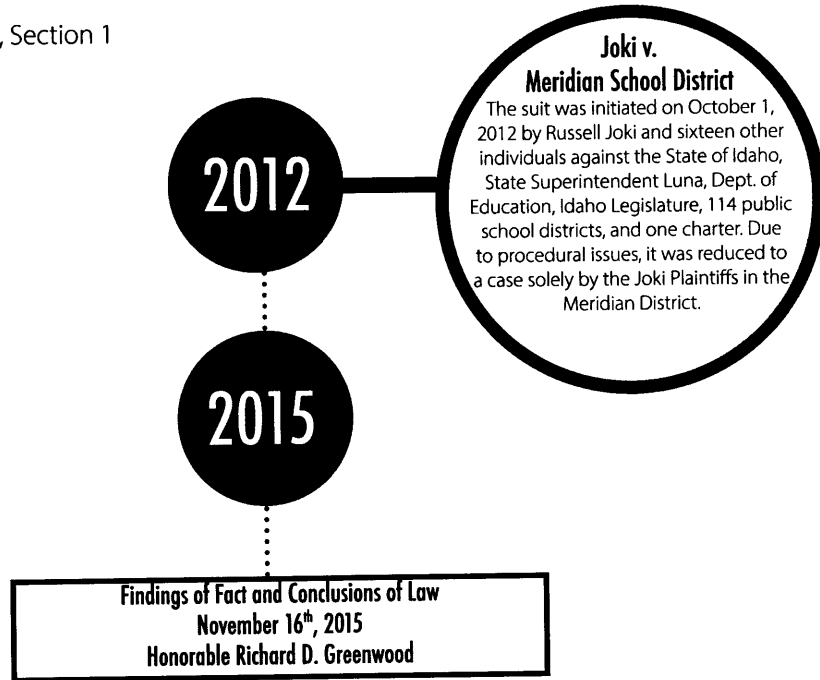 , Section 1
Joki v.
Meridian School District
The suit was initiated on October 1,
2012 by Russell Joki and sixteen other
individuals against the State of Idaho,
State Superintendent Luna, Dept. of
Education, Idaho Legislature, 114 public
school districts, and one charter. Due
to procedural issues, it was reduced to
a case solely by the Joki Plaintiffs in the
Meridian District.
2012
2015
Findings of Fact and Conclusions of Law
November 16th, 2015
Honorable Richard D. Greenwood